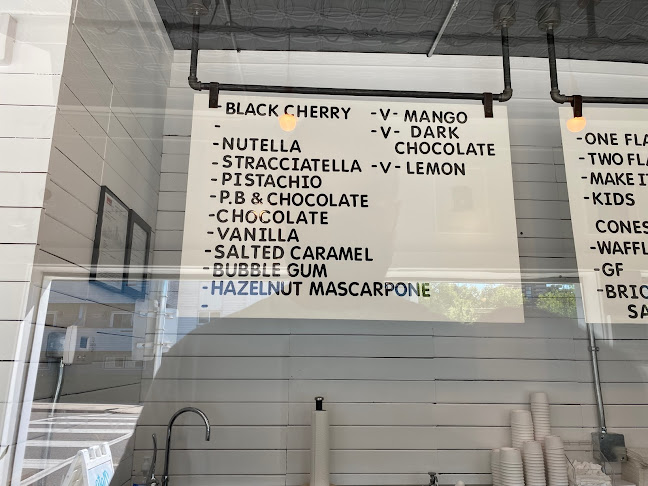 -BLACK CHERRY
-
-NUTELLA
-STRACCIATELLA
-PISTACHIO
-P.B & CHOCOLATE
-CHOCOLATE
-VANILLA
-SALTED CARAMEL
-BUBBLE GUM
-HAZELNUT MASCARPONE
-
-V- MANGO
-V- DARK
CHOCOLATE
-V- LEMON
-ONE FLA
-TWO FLA
-MAKE IT
-KIDS
CONES
-WAFFL
-GF
-BRIO
SA